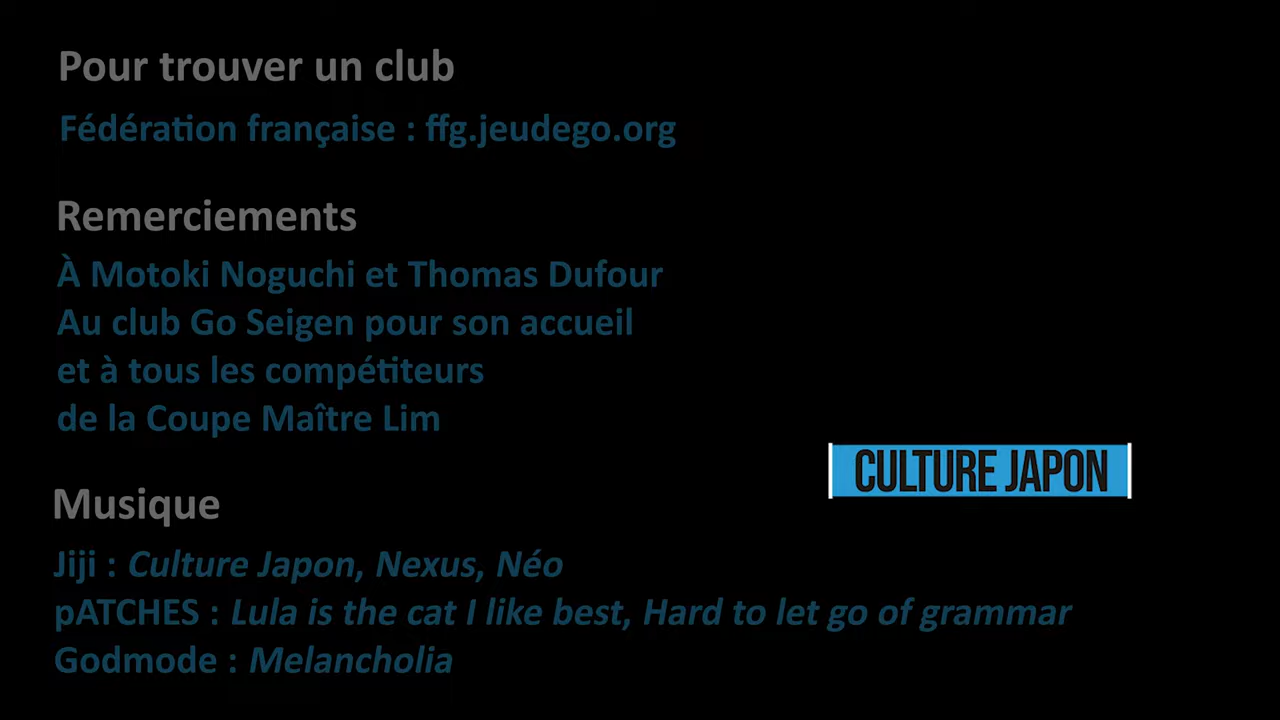 Pour trouver un club
Fédération française : ffg.jeudego.org
Remerciements
À Motoki Noguchi et Thomas Dufour
Au club Go Seigen pour son accueil
et à tous les compétiteurs
de la Coupe Maître Lim
CULTURE JAPON
Musique
Jiji : Culture Japon, Nexus, Néo
pATCHES : Lula is the cat I like best, Hard to let go of grammar
Godmode : Melancholia